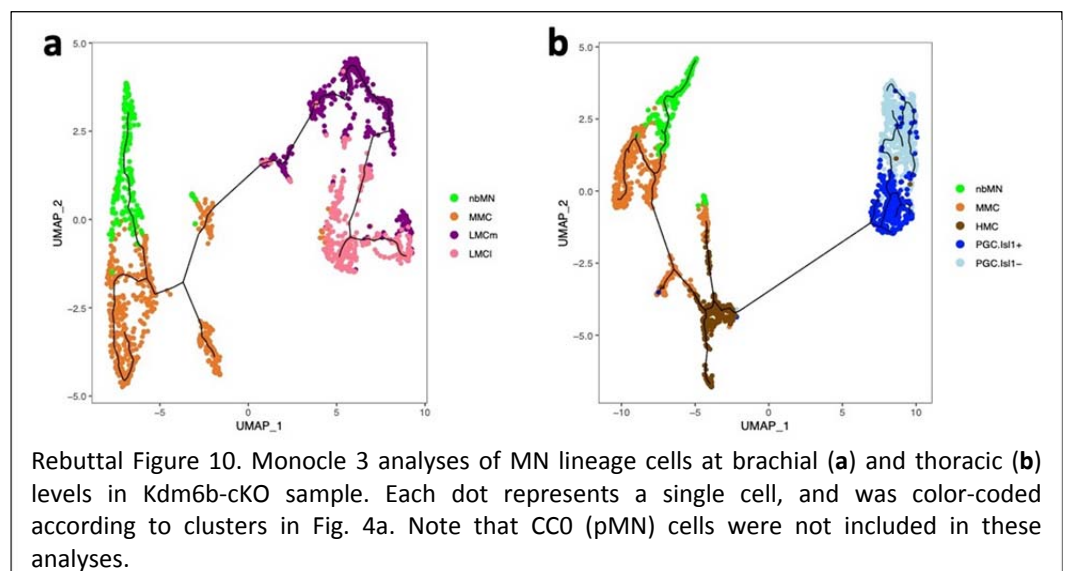 a
5.0
2.5
0.0
−2.5
−5.0
UMAP_2
−5
0
5
10
UMAP_1
nbMN
MMC
LMCm
LMCl
b
5.0
2.5
0.0
−2.5
−5.0
UMAP_2
−10
−5
0
5
10
UMAP_1
nbMN
MMC
HMC
PGC.Isl1+
PGC.Isl1−
Rebuttal Figure 10. Monocle 3 analyses of MN lineage cells at brachial (a) and thoracic (b)
levels in Kdm6b-cKO sample. Each dot represents a single cell, and was color-coded
according to clusters in Fig. 4a. Note that CC0 (pMN) cells were not included in these
analyses.